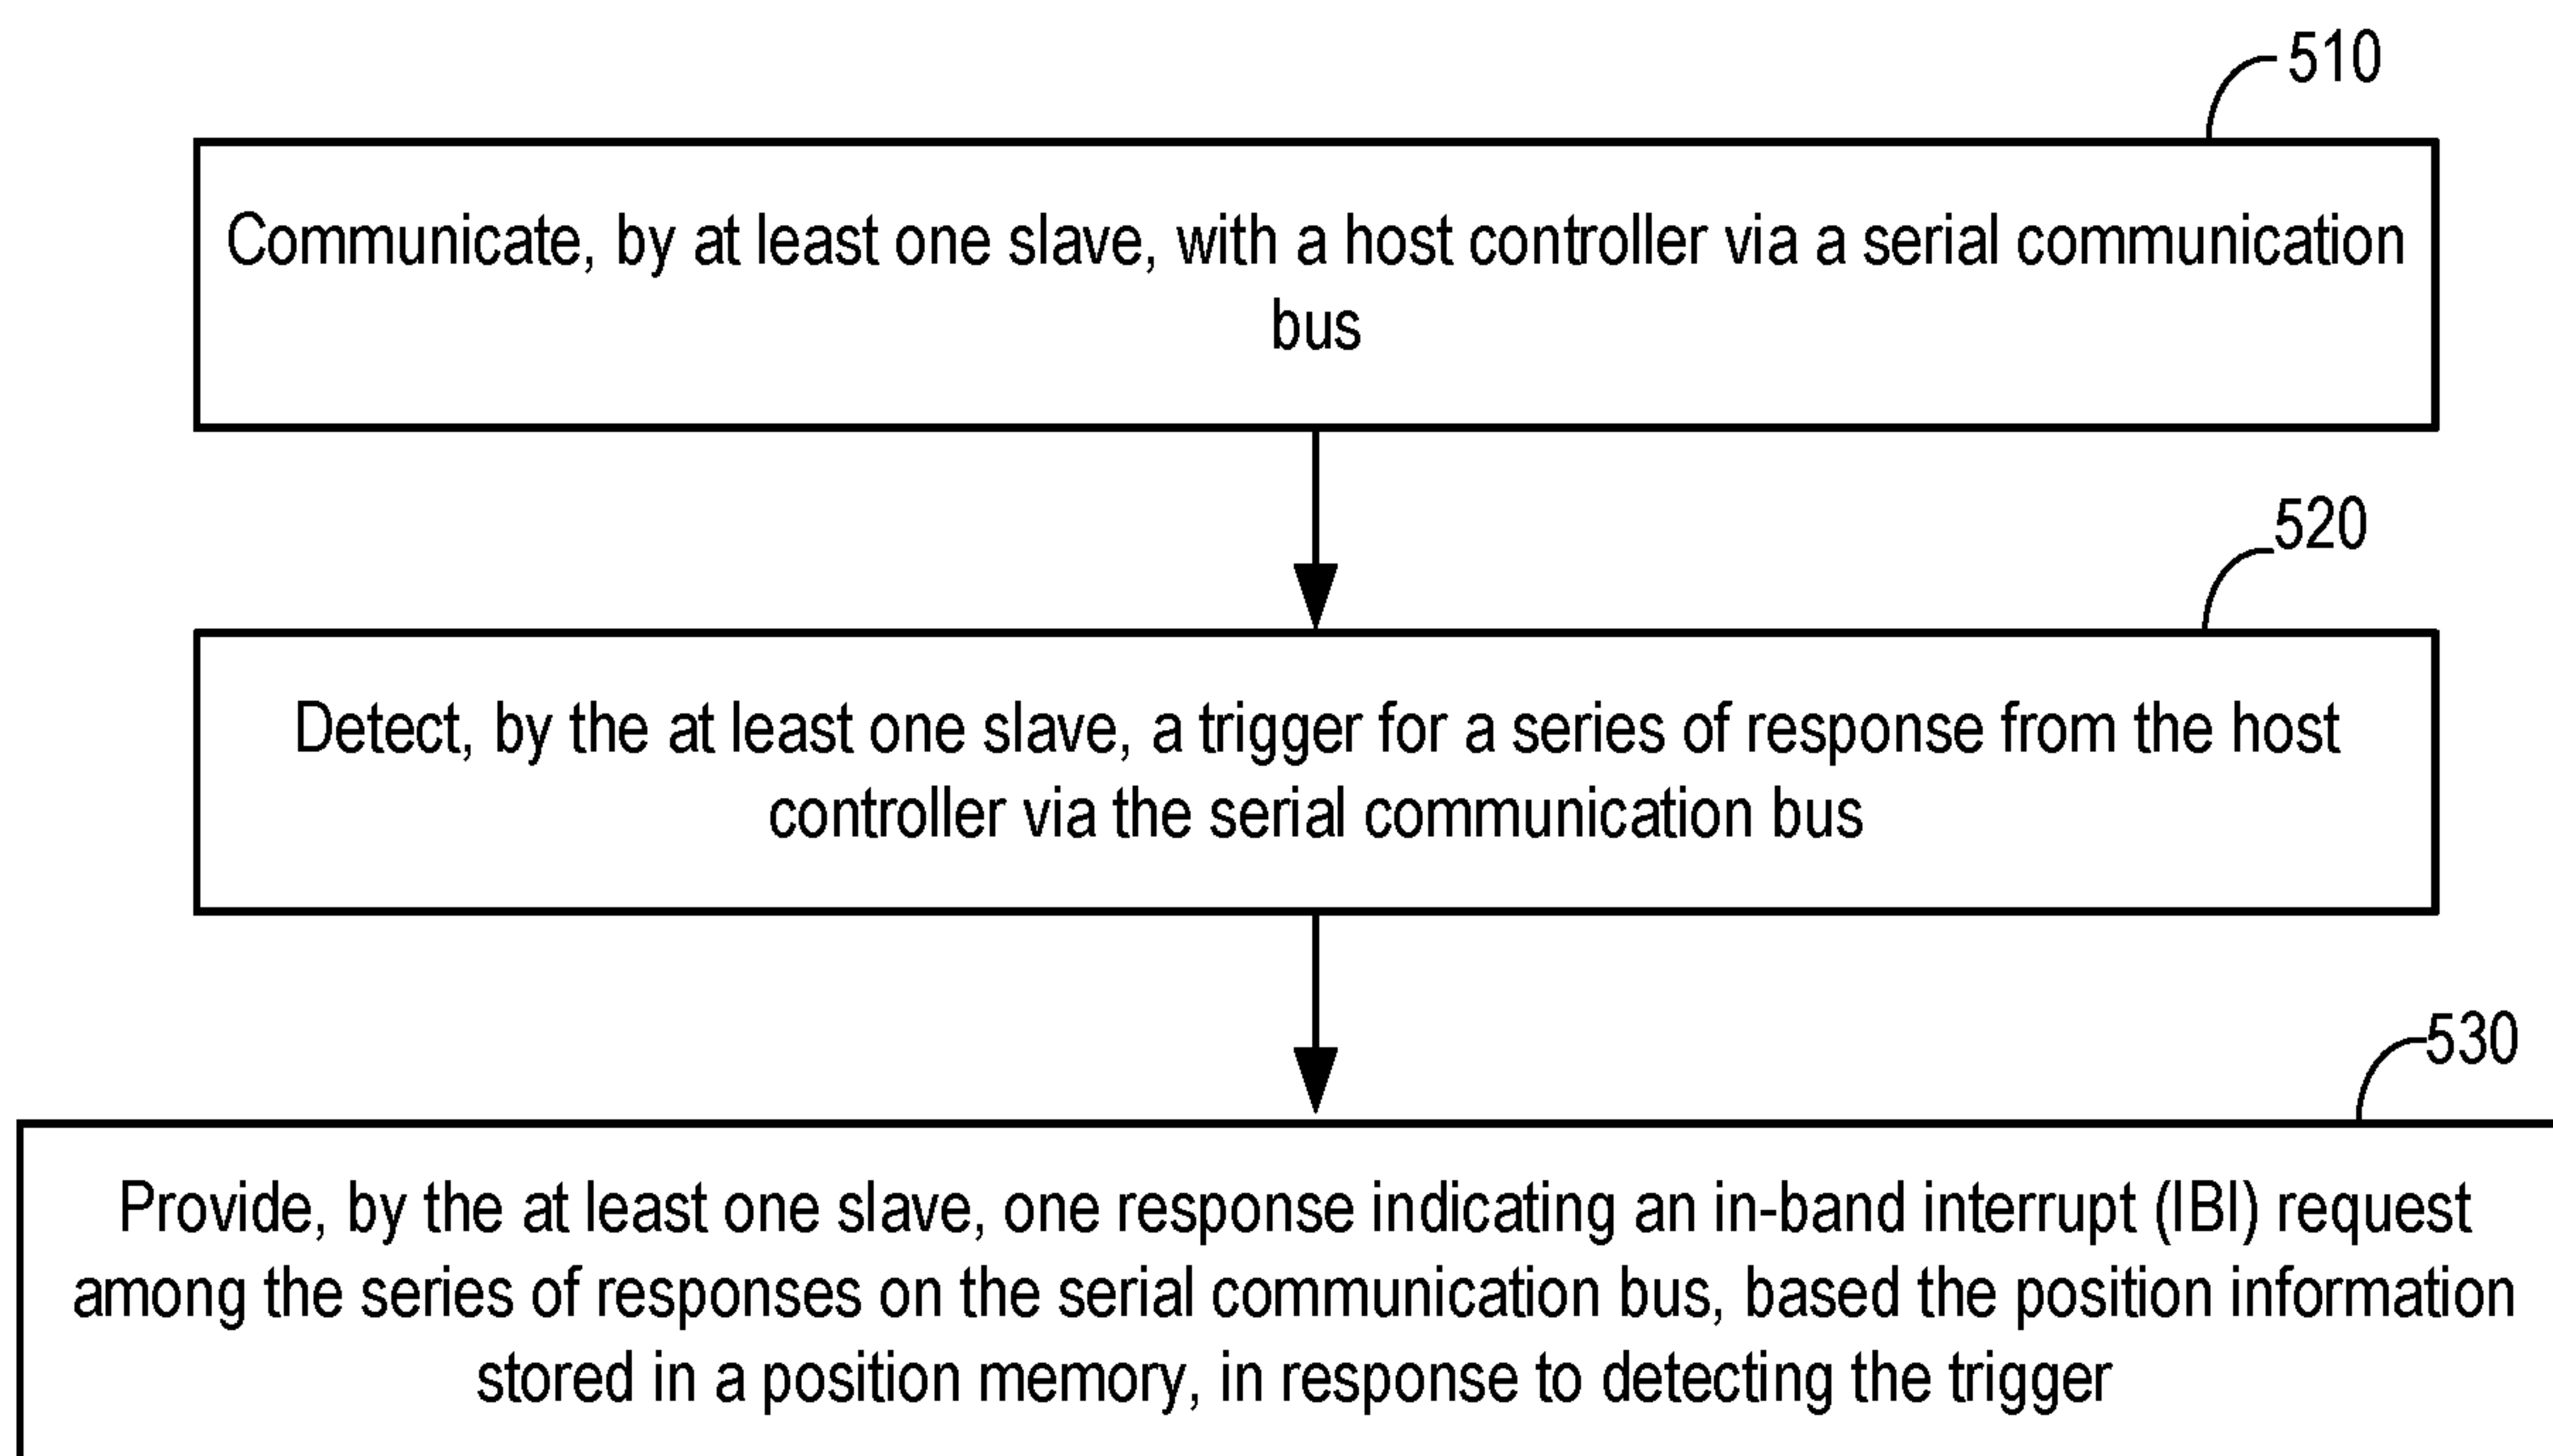 510
Communicate, by at least one slave, with a host controller via a serial communication
bus
520
Detect, by the at least one slave, a trigger for a series of response from the host
controller via the serial communication bus
530
Provide, by the at least one slave, one response indicating an in-band interrupt (IBI) request
among the series of responses on the serial communication bus, based the position information
stored in a position memory, in response to detecting the trigger